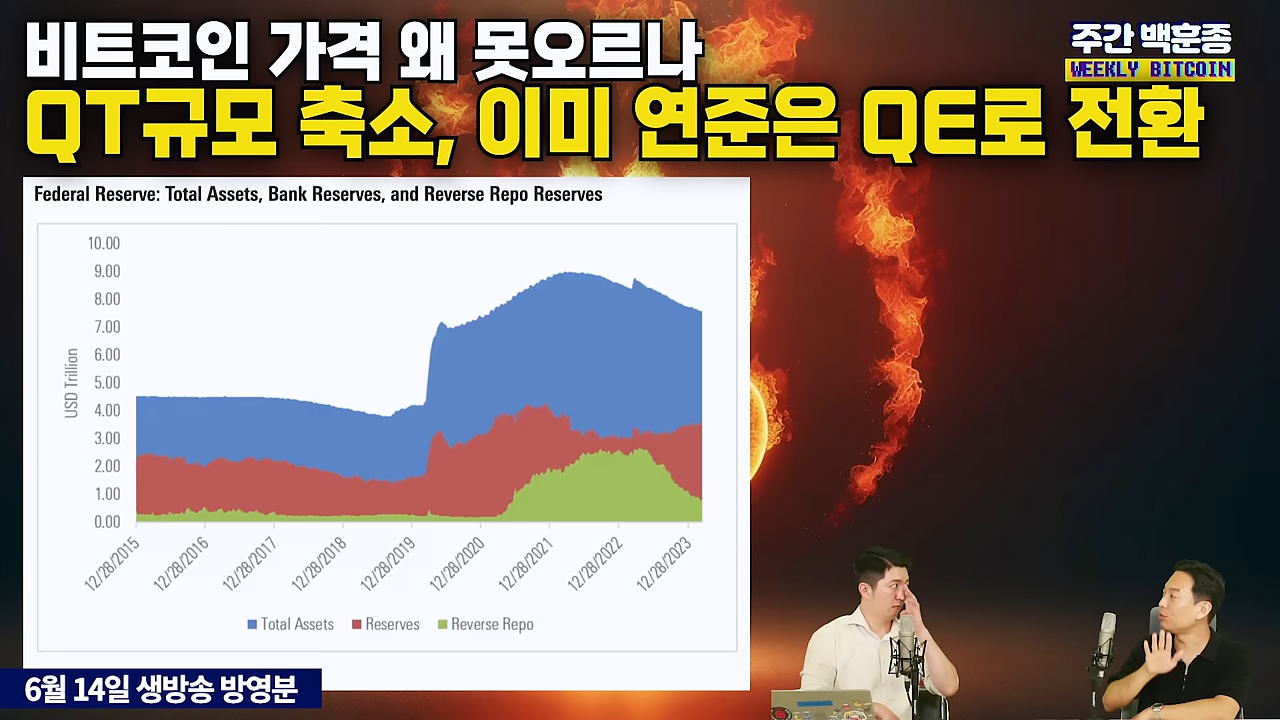 비트코인 가격 왜 못오르나
주간 백훈종
WEEKLY BITCOIN
QT규모 축소, 이미 연준은 QE로 전환
Federal Reserve: Total Assets, Bank Reserves, and Reverse Repo Reserves
10.00
9.00
8.00
7.00
6.00
5.00
4.00
3.00
2.00
1.00
0.00
USD Trillion
12/28/2015
12/28/2016
12/28/2017
12/28/2018
12/28/2019
12/28/2020
12/28/2021
12/28/2022
12/28/2023
Total Assets
Reserves
Reverse Repo
6월 14일 생방송 방영분